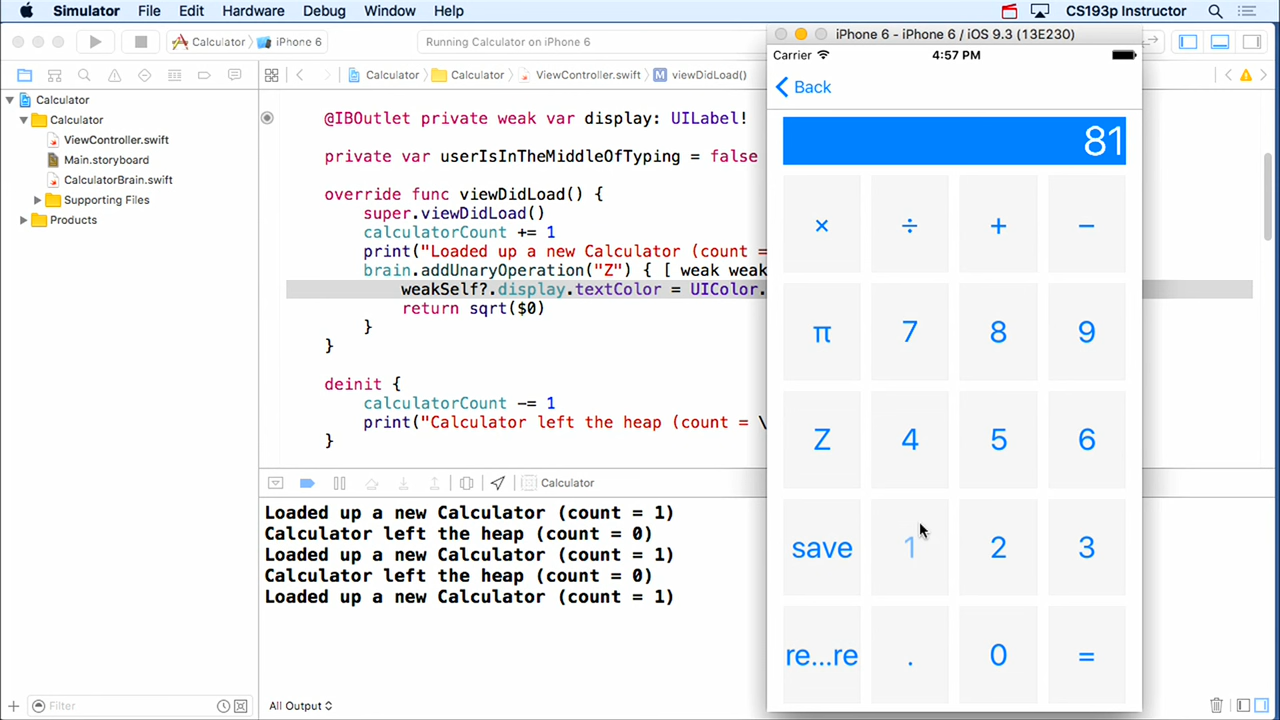 Simulator File Edit Hardware Debug Window Help CS193p Instructor
Calculator iPhone 6 Running Calculator on iPhone 6
iPhone 6 - iPhone 6 / iOS 9.3 (13E230)
Carrier 4:57 PM
Back
Calculator Calculator ViewController.swift viewDidLoad()
Calculator
Calculator
ViewController.swift
Main.storyboard
CalculatorBrain.swift
Supporting Files
Products
Filter
@IBOutlet private weak var display: UILabel!
private var userIsInTheMiddleOfTyping = false
override func viewDidLoad() {
super.viewDidLoad()
calculatorCount += 1
print("Loaded up a new Calculator (count =
brain.addUnaryOperation("Z") { [ weak weak
weakSelf?.display.textColor = UIColor.
return sqrt($0)
}
}
deinit {
calculatorCount -= 1
print("Calculator left the heap (count = \
}
Calculator
Loaded up a new Calculator (count = 1)
Calculator left the heap (count = 0)
Loaded up a new Calculator (count = 1)
Calculator left the heap (count = 0)
Loaded up a new Calculator (count = 1)
All Output
81
× ÷ + −
π 7 8 9
Z 4 5 6
save 1 2 3
re...re . 0 =